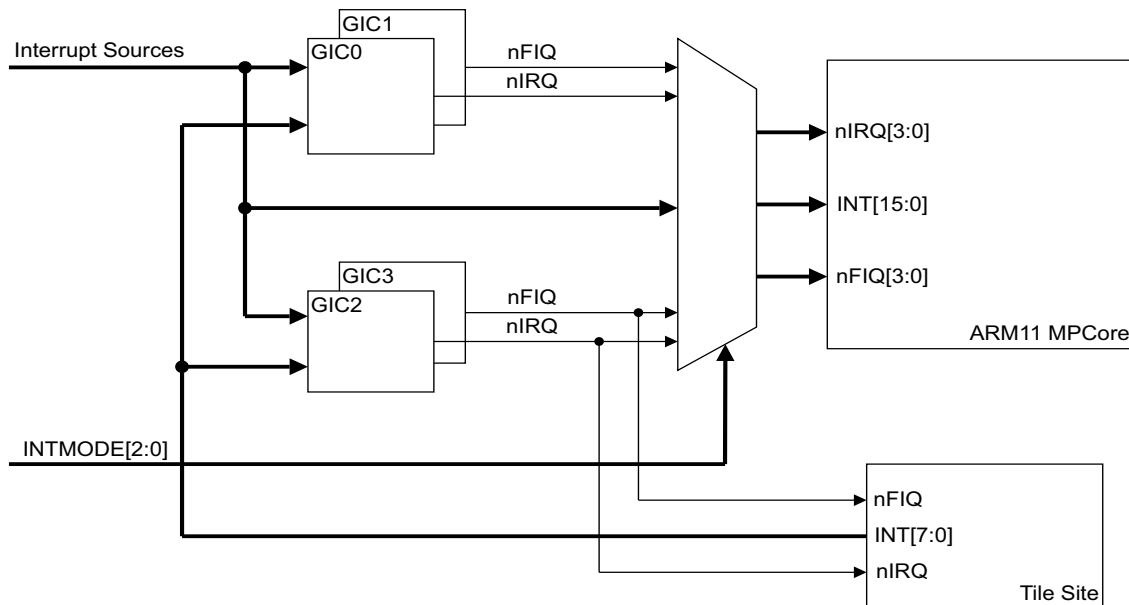 GIC1
Interrupt Sources
GIC0
nFIQ
nIRQ
nIRQ[3:0]
INT[15:0]
nFIQ[3:0]
GIC3
GIC2
nFIQ
nIRQ
ARM11 MPCore
INTMODE[2:0]
nFIQ
INT[7:0]
nIRQ
Tile Site